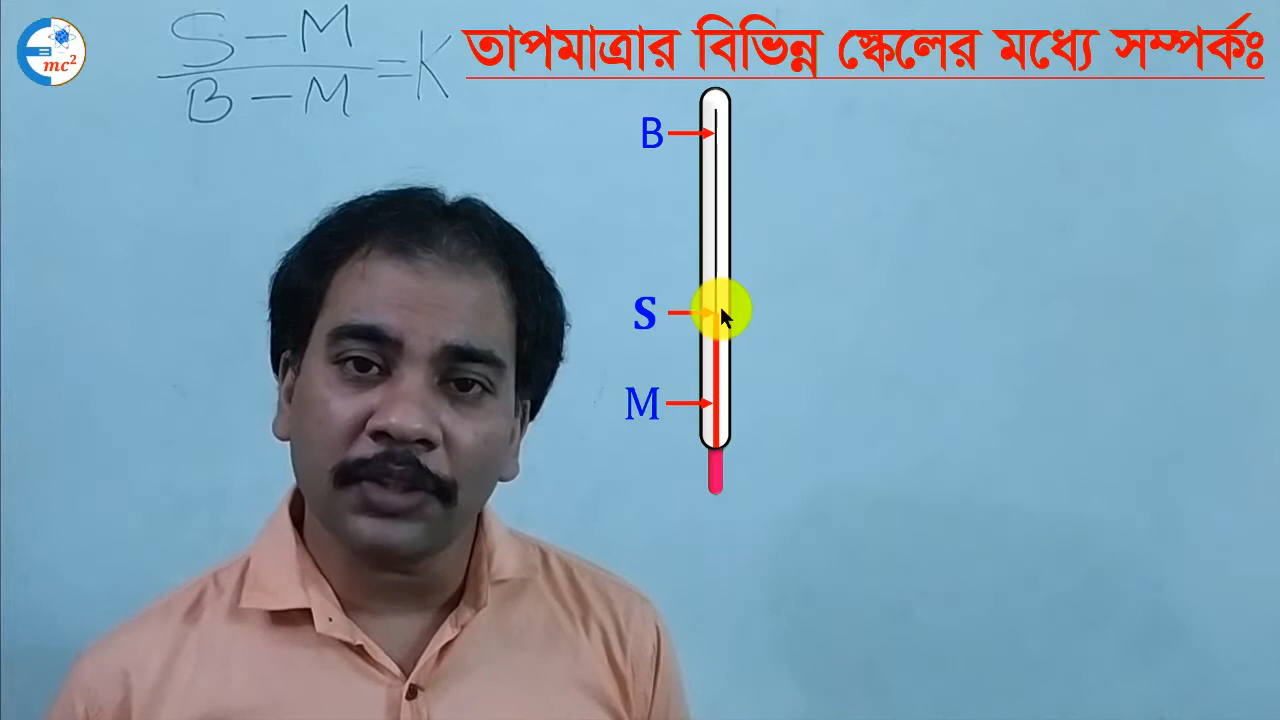 S - M
B - M
= K
তাপমাত্রার বিভিন্ন স্কেলের মধ্যে সম্পর্কঃ
E = mc²
B
S
M